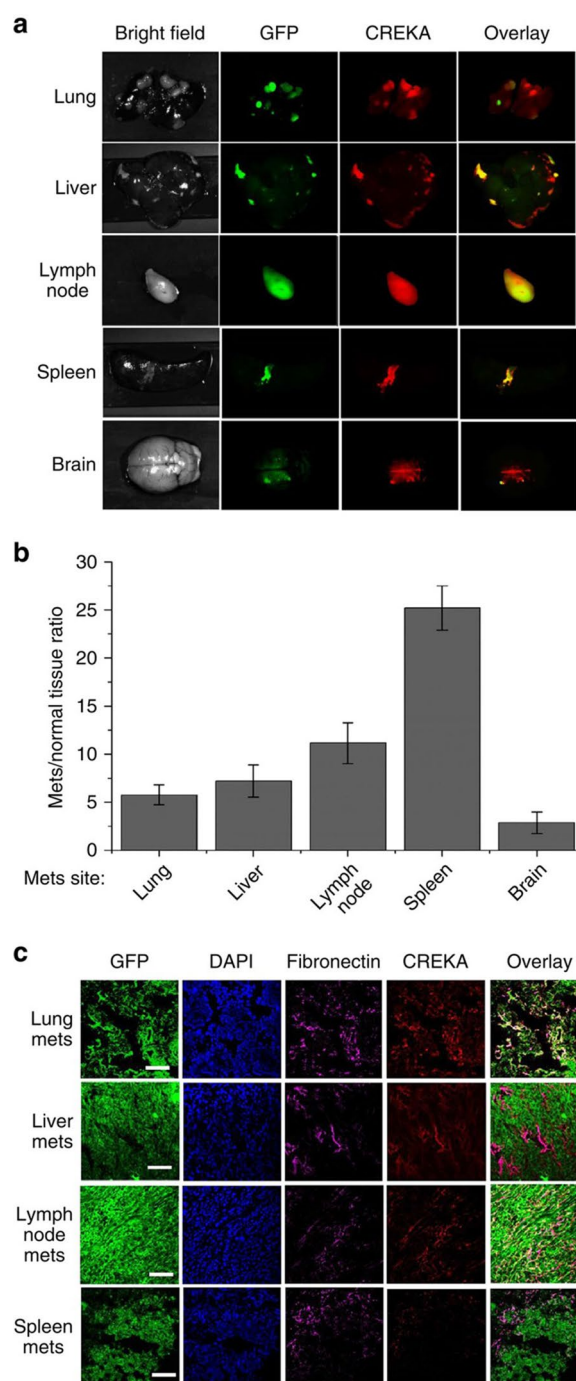 a
Bright field GFP CREKA Overlay
Lung
Liver
Lymph
node
Spleen
Brain
b
Mets/normal tissue ratio
30
25
20
15
10
5
0
Mets site: Lung Liver Lymph node Spleen Brain
c
GFP DAPI Fibronectin CREKA Overlay
Lung
mets
Liver
mets
Lymph
node
mets
Spleen
mets